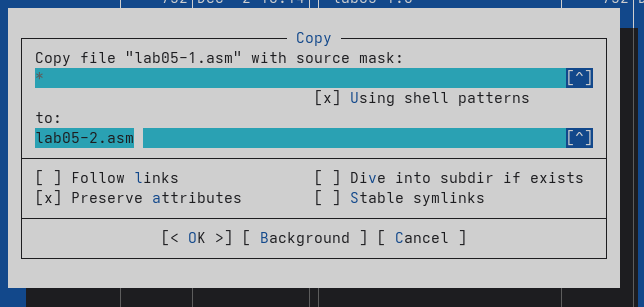 Copy
Copy file "lab05-1.asm" with source mask:
* [^]
[x] Using shell patterns
to:
lab05-2.asm [^]
[ ] Follow links [ ] Dive into subdir if exists
[x] Preserve attributes [ ] Stable symlinks
[< OK >] [ Background ] [ Cancel ]